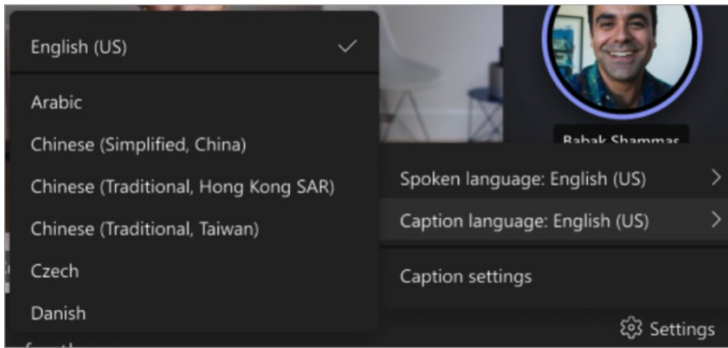 English (US)
Arabic
Chinese (Simplified, China)
Chinese (Traditional, Hong Kong SAR)
Chinese (Traditional, Taiwan)
Czech
Danish
Babak Shammas
Spoken language: English (US)
Caption language: English (US)
Caption settings
Settings